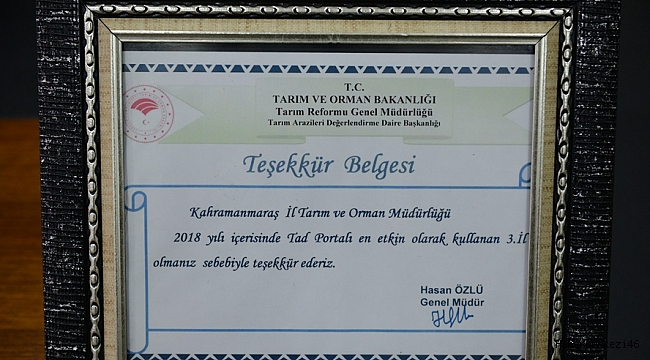 T.C.
TARIM VE ORMAN BAKANLIĞI
Tarım Reformu Genel Müdürlüğü
Tarım Arazileri Değerlendirme Daire Başkanlığı
Teşekkür Belgesi
Kahramanmaraş İl Tarım ve Orman Müdürlüğü
2018 yılı içerisinde Tad Portalı en etkin olarak kullanan 3.İl
olmanız sebebiyle teşekkür ederiz.
Hasan ÖZLÜ
Genel Müdür